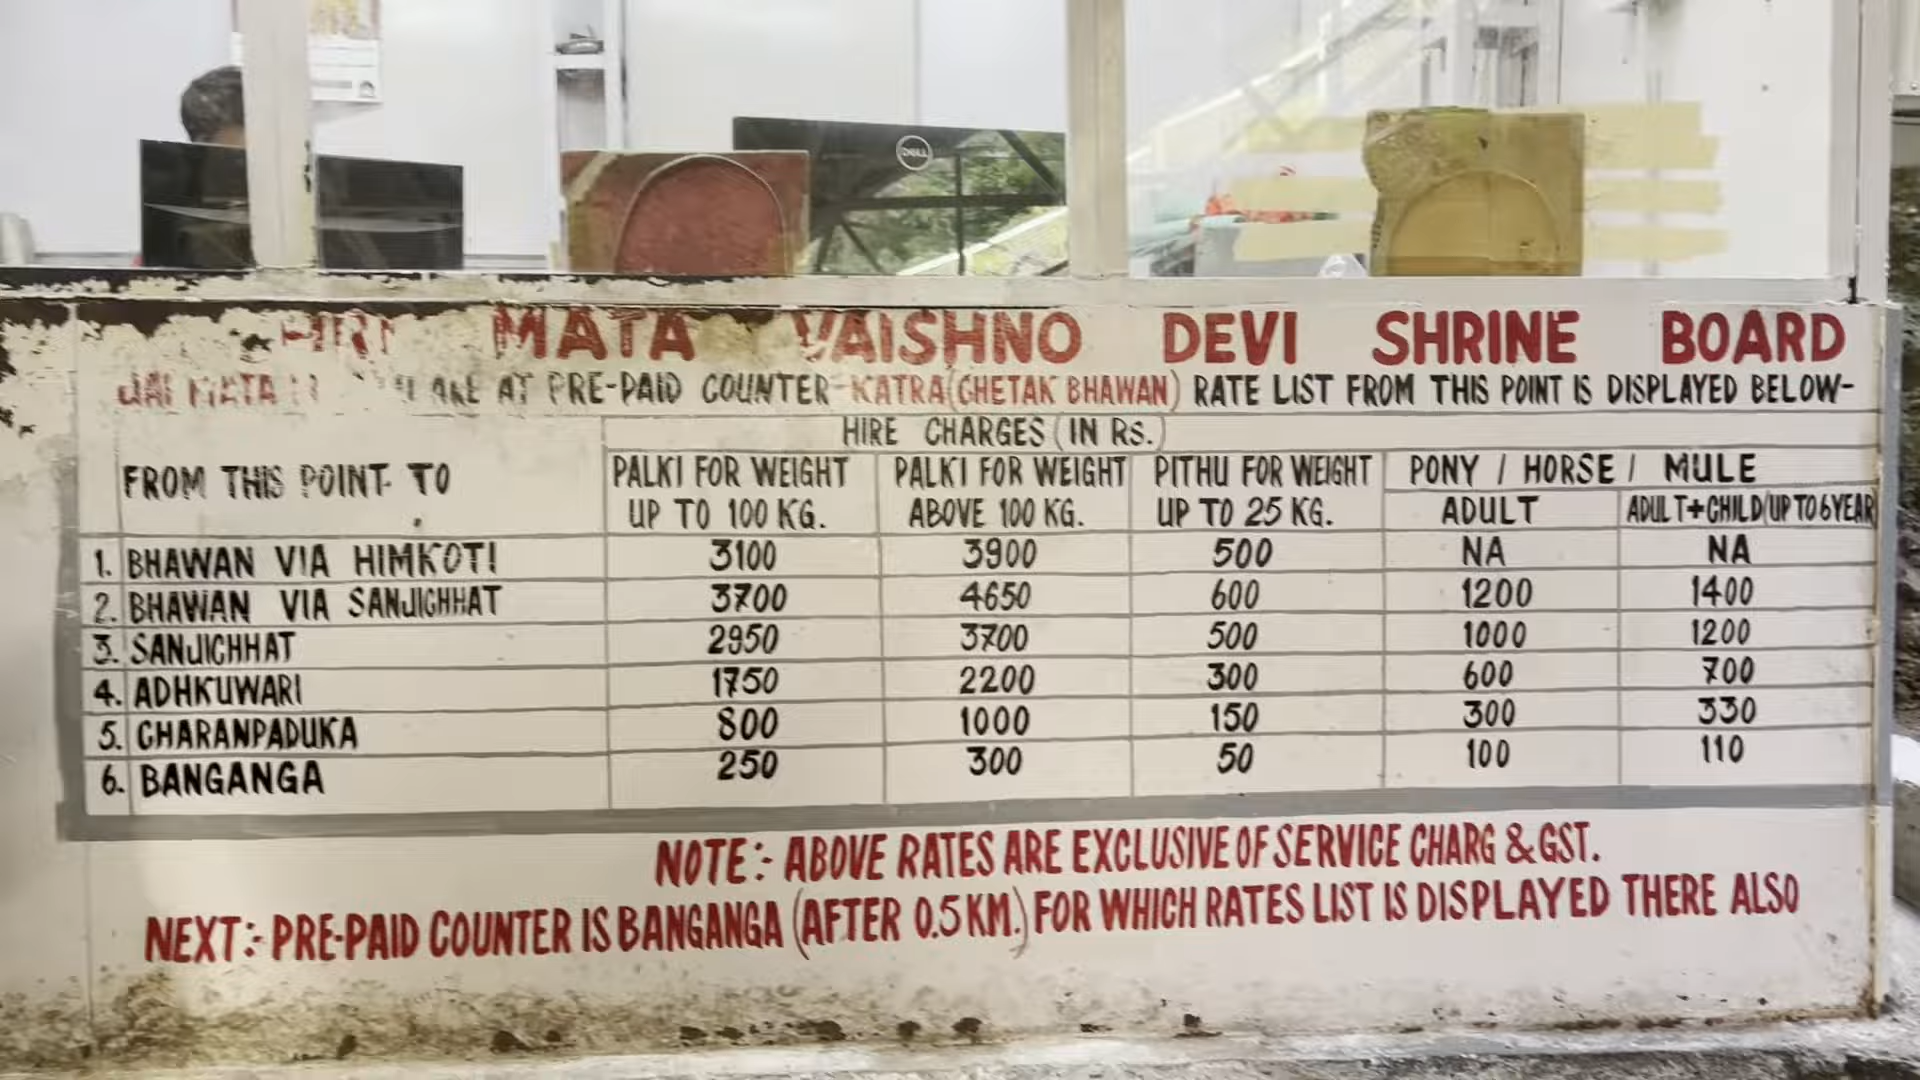 DELL
MATA VAISHNO DEVI SHRINE BOARD
JAI MATA ARE AT PRE-PAID COUNTER-KATRA(CHETAK BHAWAN) RATE LIST FROM THIS POINT IS DISPLAYED BELOW-
HIRE CHARGES (IN Rs.)
FROM THIS POINT TO PALKI FOR WEIGHT UP TO 100 KG. PALKI FOR WEIGHT ABOVE 100 KG. PITHU FOR WEIGHT UP TO 25 KG. PONY / HORSE / MULE
ADULT ADULT+CHILD(UP TO 6 YEAR
1. BHAWAN VIA HIMKOTI 3100 3900 500 NA NA
2. BHAWAN VIA SANJICHHAT 3700 4650 600 1200 1400
3. SANJICHHAT 2950 3700 500 1000 1200
4. ADHKUWARI 1750 2200 300 600 700
5. CHARANPADUKA 800 1000 150 300 330
6. BANGANGA 250 300 50 100 110
NOTE:- ABOVE RATES ARE EXCLUSIVE OF SERVICE CHARG & GST.
NEXT:- PRE-PAID COUNTER IS BANGANGA (AFTER 0.5 KM.) FOR WHICH RATES LIST IS DISPLAYED THERE ALSO